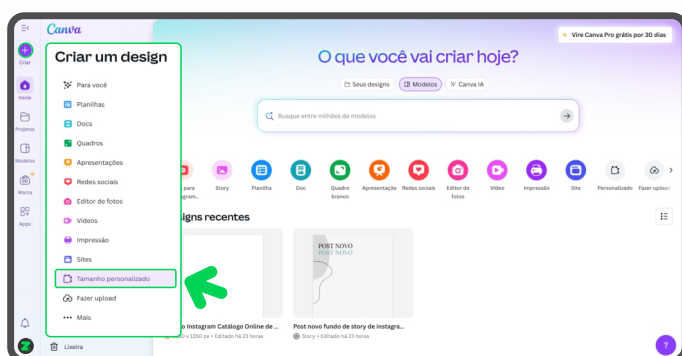 Canva
Vire Canva Pro grátis por 30 dias
Criar
Início
Projetos
Modelos
Marca
Apps
Criar um design
Para você
Planilhas
Docs
Quadros
Apresentações
Redes sociais
Editor de fotos
Vídeos
Impressão
Sites
Tamanho personalizado
Fazer upload
Mais
Lixeira
O que você vai criar hoje?
Seus designs Modelos Canva IA
Busque entre milhões de modelos
para Story Planilha Doc Quadro Apresentação Redes sociais Editor de Vídeo Impressão Site Personalizado Fazer upload
gram... branco fotos
signs recentes
POST NOVO
POST NOVO
o Instagram Catálogo Online de ... Post novo fundo de story de instagra...
x 1350 px • Editado há 23 horas Story • Editado há 23 horas
?